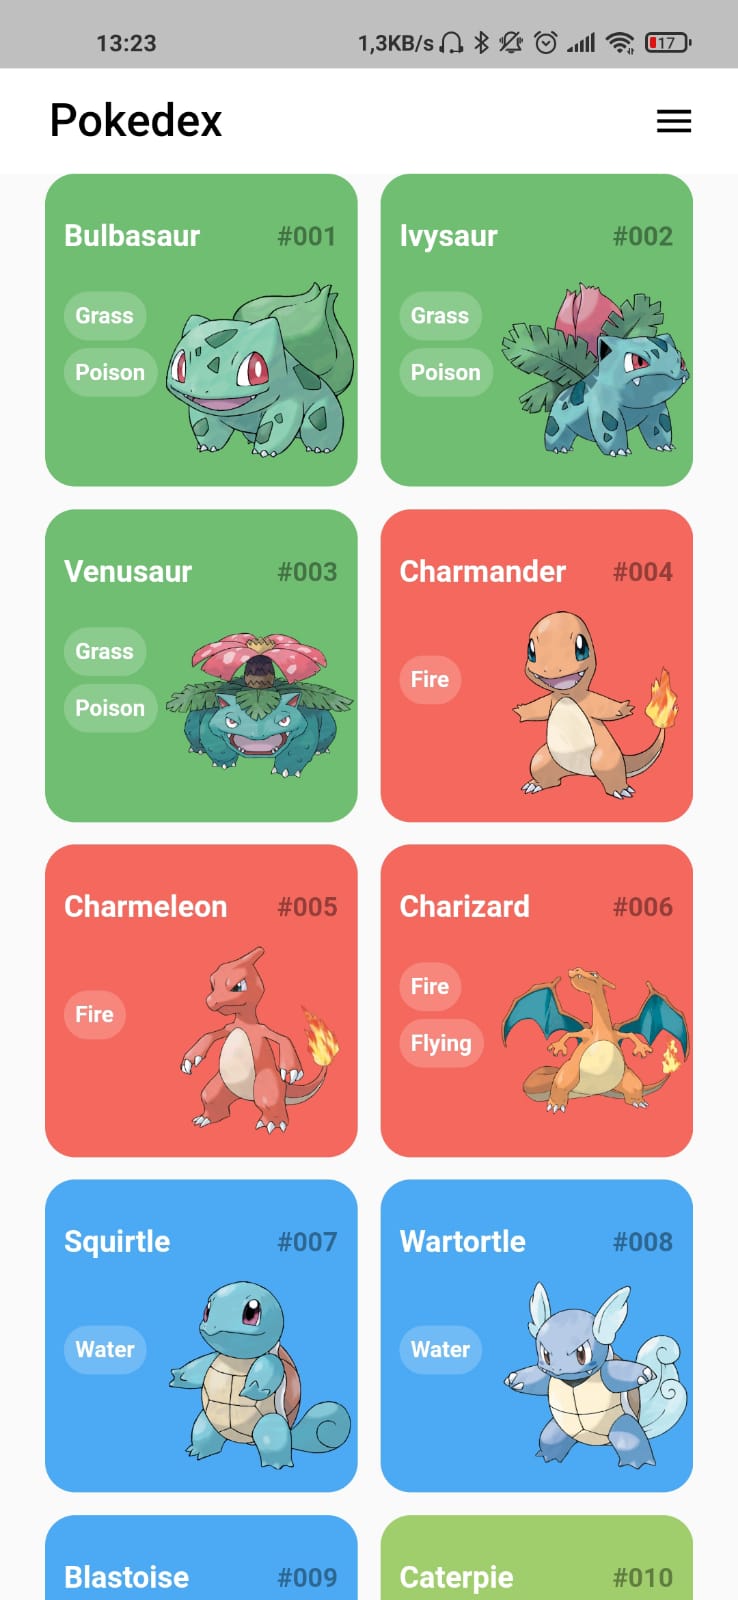 13:23 1,3KB/s 17
Pokedex
Bulbasaur #001
Grass
Poison
Ivysaur #002
Grass
Poison
Venusaur #003
Grass
Poison
Charmander #004
Fire
Charmeleon #005
Fire
Charizard #006
Fire
Flying
Squirtle #007
Water
Wartortle #008
Water
Blastoise #009
Caterpie #010